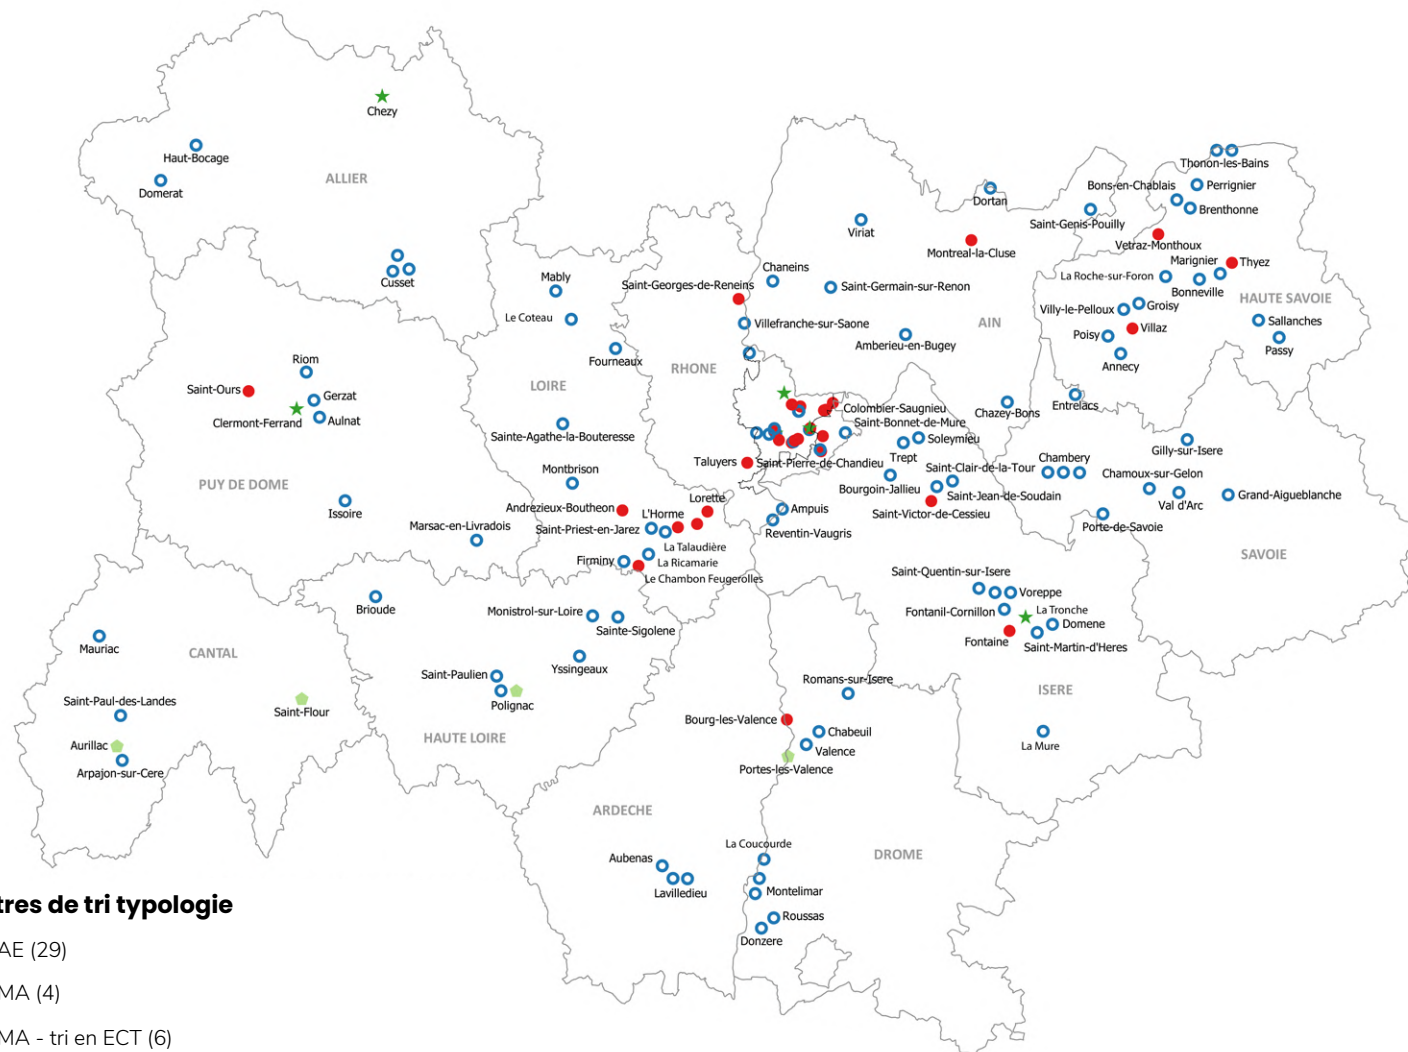 Chezy
Haut-Bocage
Domerat
ALLIER
Cusset
Thonon-les-Bains
Bons-en-Chablais
Perrignier
Brenthonne
Dortan
Saint-Genis-Pouilly
Viriat
Montreal-la-Cluse
Vetraz-Monthoux
Marignier
Thyez
La Roche-sur-Foron
Bonneville
HAUTE SAVOIE
Chaneins
Saint-Germain-sur-Renon
Saint-Georges-de-Reneins
Mably
Le Coteau
Villefranche-sur-Saone
AIN
Amberieu-en-Bugey
Villy-le-Pelloux
Groisy
Villaz
Poisy
Annecy
Sallanches
Passy
Fourneaux
RHONE
LOIRE
Riom
Saint-Ours
Gerzat
Clermont-Ferrand
Aulnat
Sainte-Agathe-la-Bouteresse
Colombier-Saugnieu
Saint-Bonnet-de-Mure
Soleymieu
Trept
Chazey-Bons
Entrelacs
Gilly-sur-Isere
Taluyers
Saint-Pierre-de-Chandieu
Saint-Clair-de-la-Tour
Chambery
Chamoux-sur-Gelon
PUY DE DOME
Montbrison
Bourgoin-Jallieu
Saint-Jean-de-Soudain
Saint-Victor-de-Cessieu
Val d'Arc
Grand-Aigueblanche
Issoire
Marsac-en-Livradois
Andrezieux-Boutheon
Lorette
L'Horme
Saint-Priest-en-Jarez
La Talaudière
La Ricamarie
Firminy
Le Chambon Feugerolles
Ampuis
Reventin-Vaugris
Porte-de-Savoie
SAVOIE
Saint-Quentin-sur-Isere
Voreppe
Fontanil-Cornillon
La Tronche
Domene
Fontaine
Saint-Martin-d'Heres
Brioude
Monistrol-sur-Loire
Sainte-Sigolene
Mauriac
CANTAL
Yssingeaux
Saint-Paulien
Polignac
Saint-Paul-des-Landes
Saint-Flour
Aurillac
Arpajon-sur-Cere
HAUTE LOIRE
Romans-sur-Isere
ISERE
Bourg-les-Valence
Chabeuil
Valence
Portes-les-Valence
La Mure
ARDECHE
DROME
La Coucourde
Aubenas
Lavilledieu
Montelimar
Roussas
Donzere
tres de tri typologie
AE (29)
MA (4)
MA - tri en ECT (6)